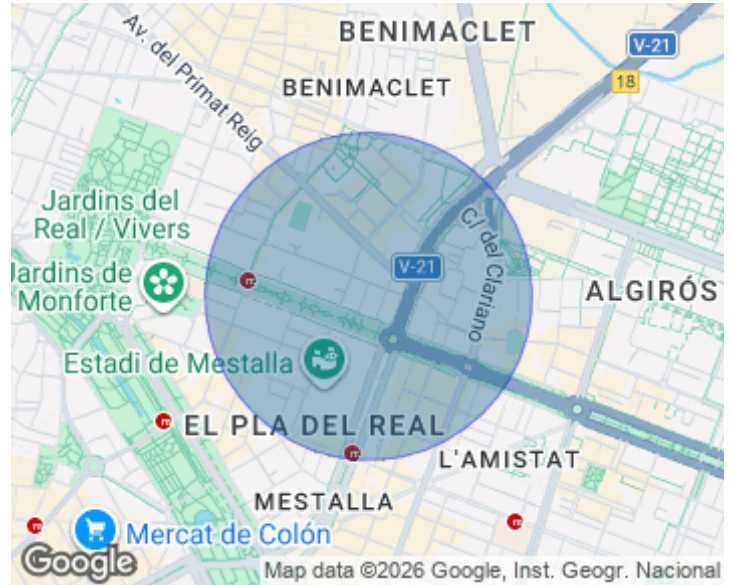 BENIMACLET
V-21
18
Av. del Primat Reig
BENIMACLET
Jardins del
Real / Vivers
C/ del Clariano
V-21
Jardins de
Monforte
ALGIRÓS
Estadi de Mestalla
EL PLA DEL REAL
L'AMISTAT
MESTALLA
Mercat de Colón
Google
Map data ©2026 Google, Inst. Geogr. Nacional